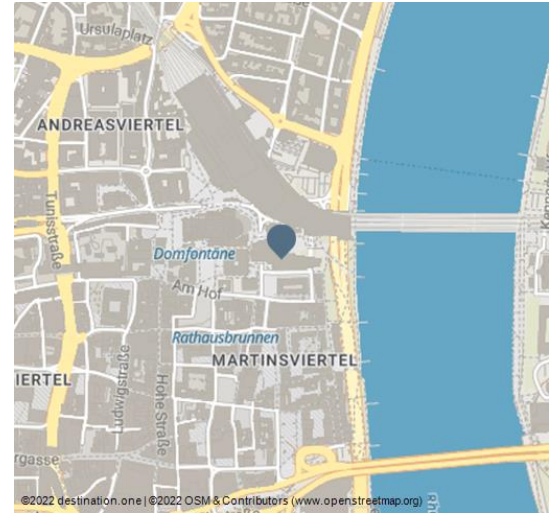 Ursulaplatz
ANDREASVIERTEL
Tunisstraße
Domfontäne
Am Hof
Rathausbrunnen
MARTINSVIERTEL
IERTEL
Ludwigstraße
Hohe Straße
rgasse
©2022 destination.one | ©2022 OSM & Contributors (www.openstreetmap.org)